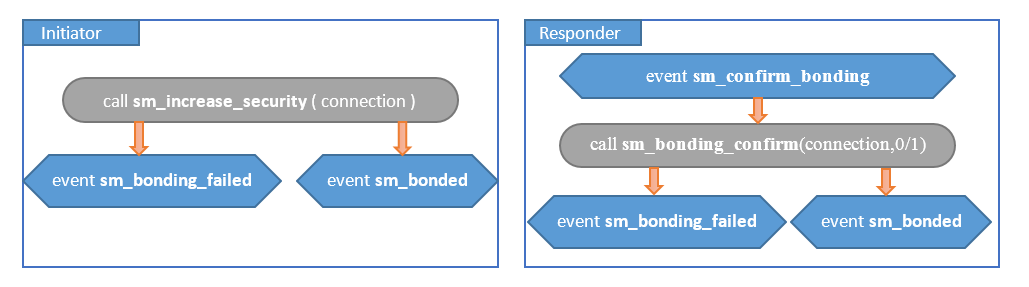 Initiator
call sm_increase_security ( connection )
event sm_bonding_failed
event sm_bonded
Responder
event sm_confirm_bonding
call sm_bonding_confirm(connection,0/1)
event sm_bonding_failed
event sm_bonded